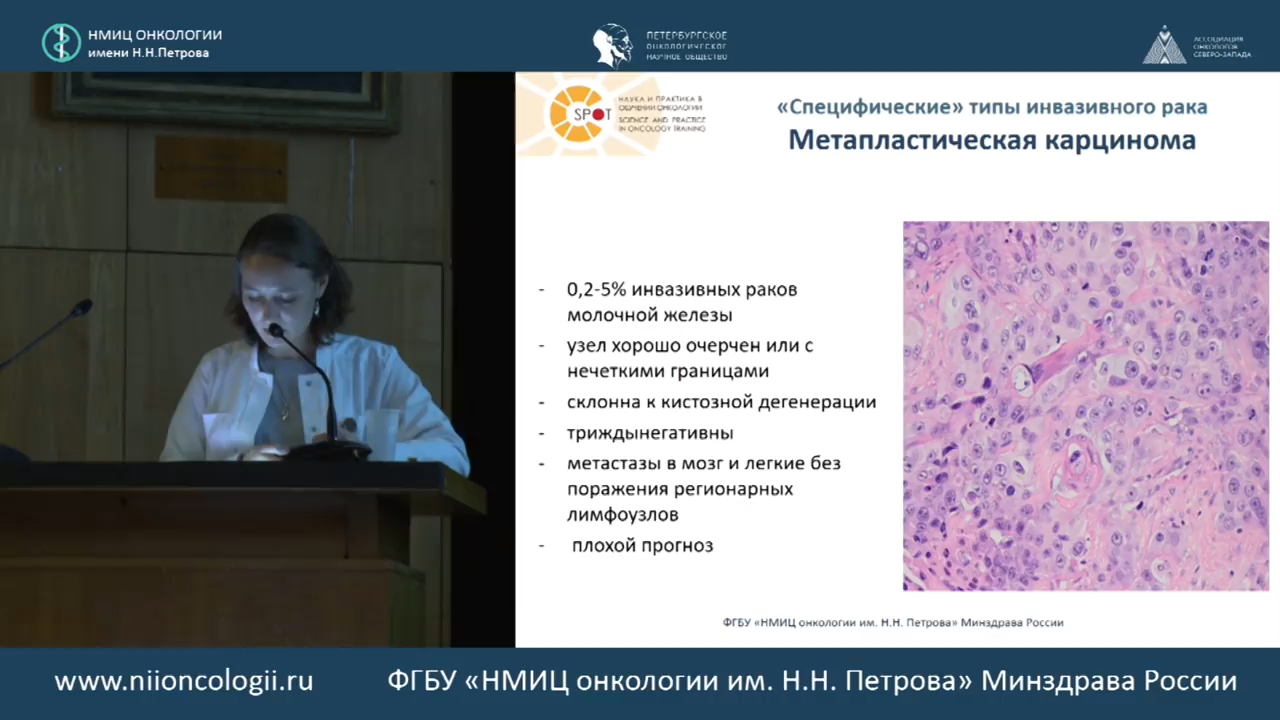 НМИЦ ОНКОЛОГИИ
имени Н.Н.Петрова
ПЕТЕРБУРГСКОЕ
ОНКОЛОГИЧЕСКОЕ
НАУЧНОЕ ОБЩЕСТВО
АССОЦИАЦИЯ
ОНКОЛОГОВ
СЕВЕРО-ЗАПАДА
SPOT
НАУКА И ПРАКТИКА В
ОБУЧЕНИИ ОНКОЛОГИИ
SCIENCE AND PRACTICE
IN ONCOLOGY TRAINING
«Специфические» типы инвазивного рака
Метапластическая карцинома
- 0,2-5% инвазивных раков
молочной железы
- узел хорошо очерчен или с
нечеткими границами
- склонна к кистозной дегенерации
- триждынегативны
- метастазы в мозг и легкие без
поражения регионарных
лимфоузлов
- плохой прогноз
ФГБУ «НМИЦ онкологии им. Н.Н. Петрова» Минздрава России
www.niioncologii.ru
ФГБУ «НМИЦ онкологии им. Н.Н. Петрова» Минздрава России